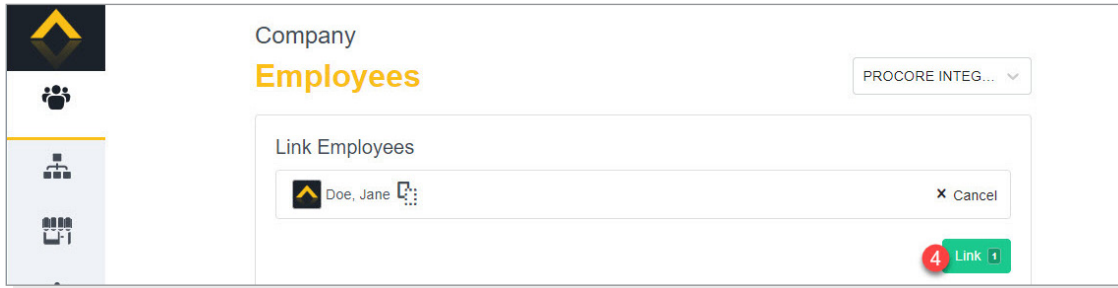 Company
Employees
PROCORE INTEG...
Link Employees
Doe, Jane
× Cancel
4
Link 1